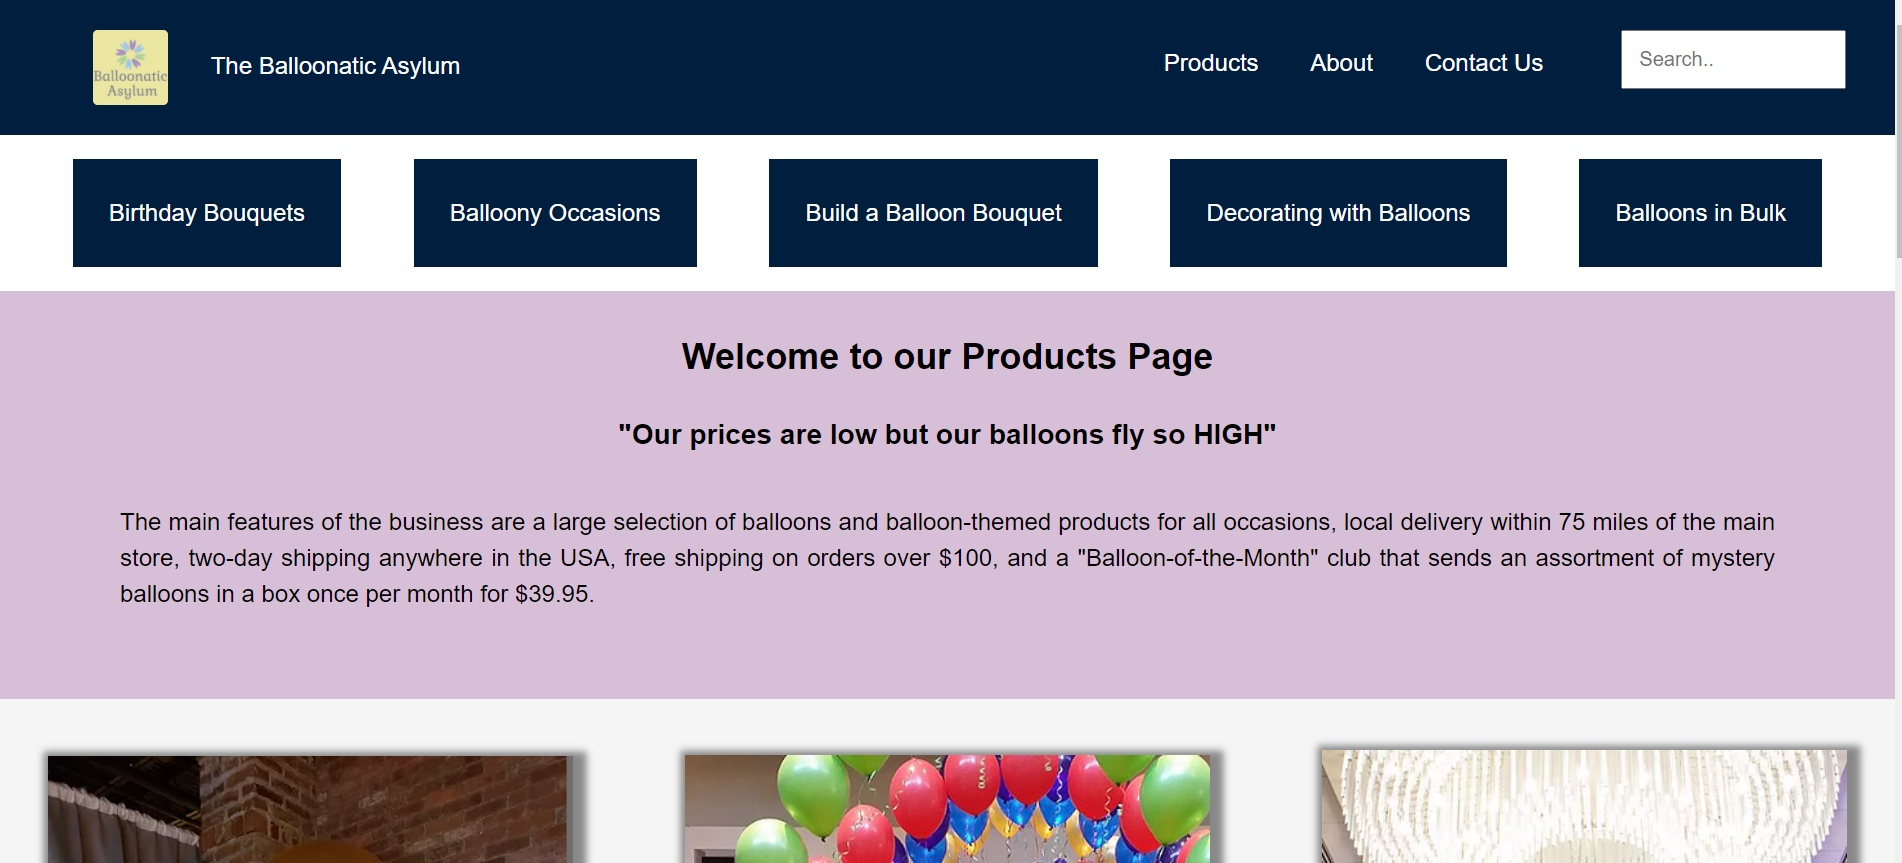 Balloonatic
Asylum
The Balloonatic Asylum
Products
About
Contact Us
Search..
Birthday Bouquets
Balloony Occasions
Build a Balloon Bouquet
Decorating with Balloons
Balloons in Bulk
Welcome to our Products Page
"Our prices are low but our balloons fly so HIGH"
The main features of the business are a large selection of balloons and balloon-themed products for all occasions, local delivery within 75 miles of the main
store, two-day shipping anywhere in the USA, free shipping on orders over $100, and a "Balloon-of-the-Month" club that sends an assortment of mystery
balloons in a box once per month for $39.95.